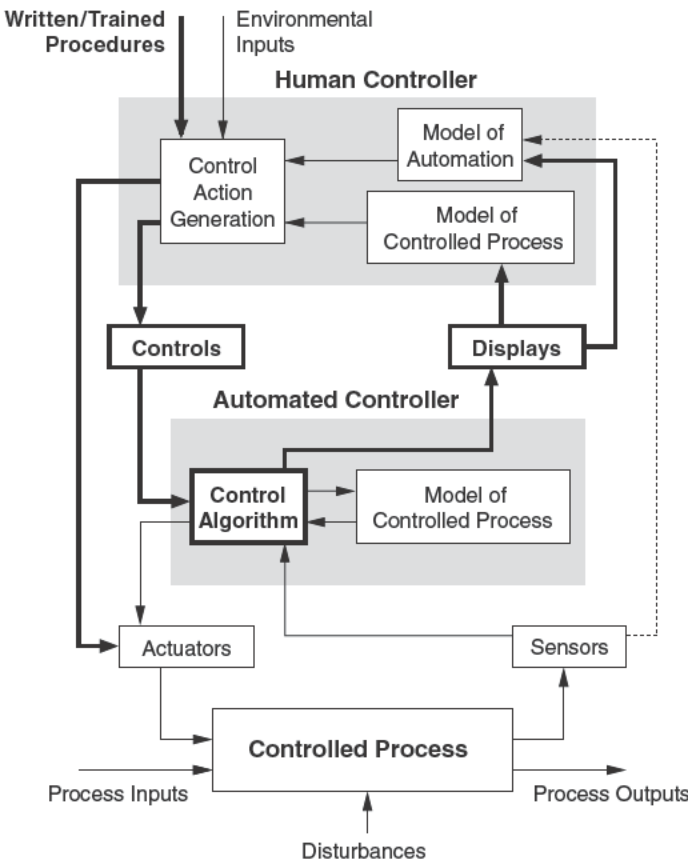 Written/Trained
Procedures
Environmental
Inputs
Human Controller
Control
Action
Generation
Model of
Automation
Model of
Controlled Process
Controls
Displays
Automated Controller
Control
Algorithm
Model of
Controlled Process
Actuators
Sensors
Controlled Process
Process Inputs
Process Outputs
Disturbances